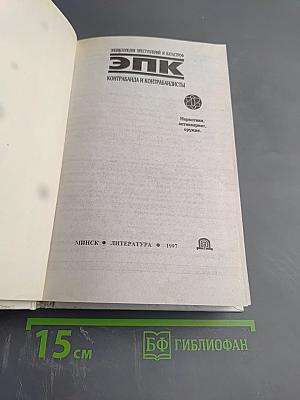 ЭНЦИКЛОПЕДИЯ ПРЕСТУПЛЕНИЙ И КАТАСТРОФ
ЭПК
КОНТРАБАНДА И КОНТРАБАНДИСТЫ
Наркотики,
антиквариат,
оружие.
МИНСК • ЛИТЕРАТУРА • 1997
15 см
БФ ГИБЛИОФАН